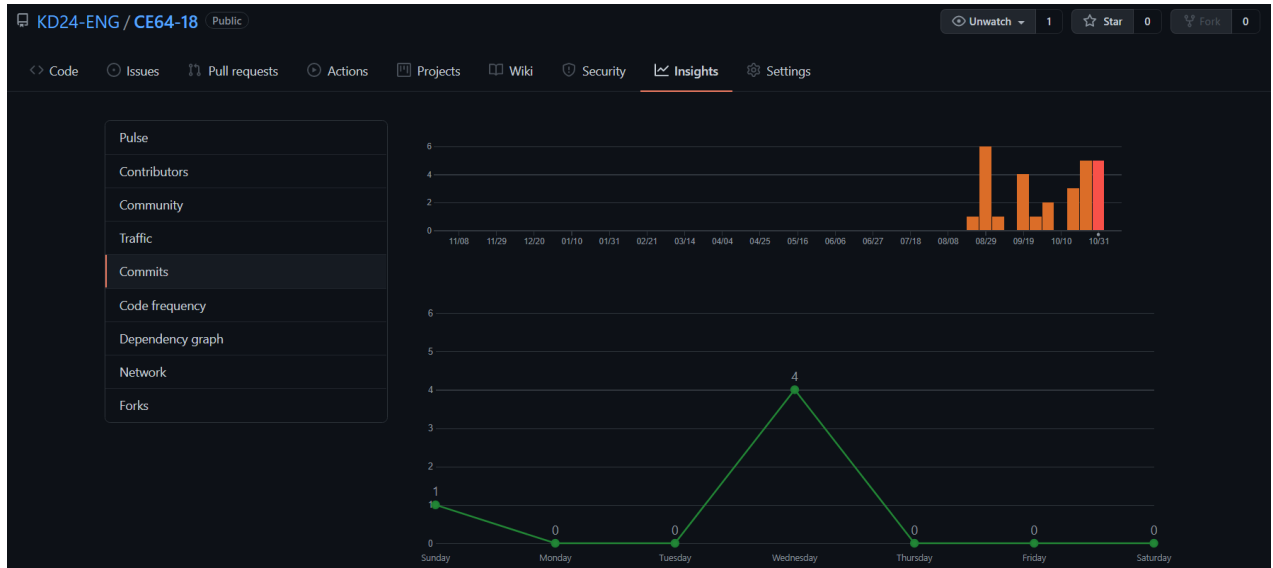 KD24-ENG / CE64-18 Public Unwatch 1 Star 0 Fork 0
Code Issues Pull requests Actions Projects Wiki Security Insights Settings
Pulse
Contributors
Community
Traffic
Commits
Code frequency
Dependency graph
Network
Forks
6
4
2
0
11/08 11/29 12/20 01/10 01/31 02/21 03/14 04/04 04/25 05/16 06/06 06/27 07/18 08/08 08/29 09/19 10/10 10/31
6
5
4
3
2
1
0
1 0 0 4 0 0 0
Sunday Monday Tuesday Wednesday Thursday Friday Saturday